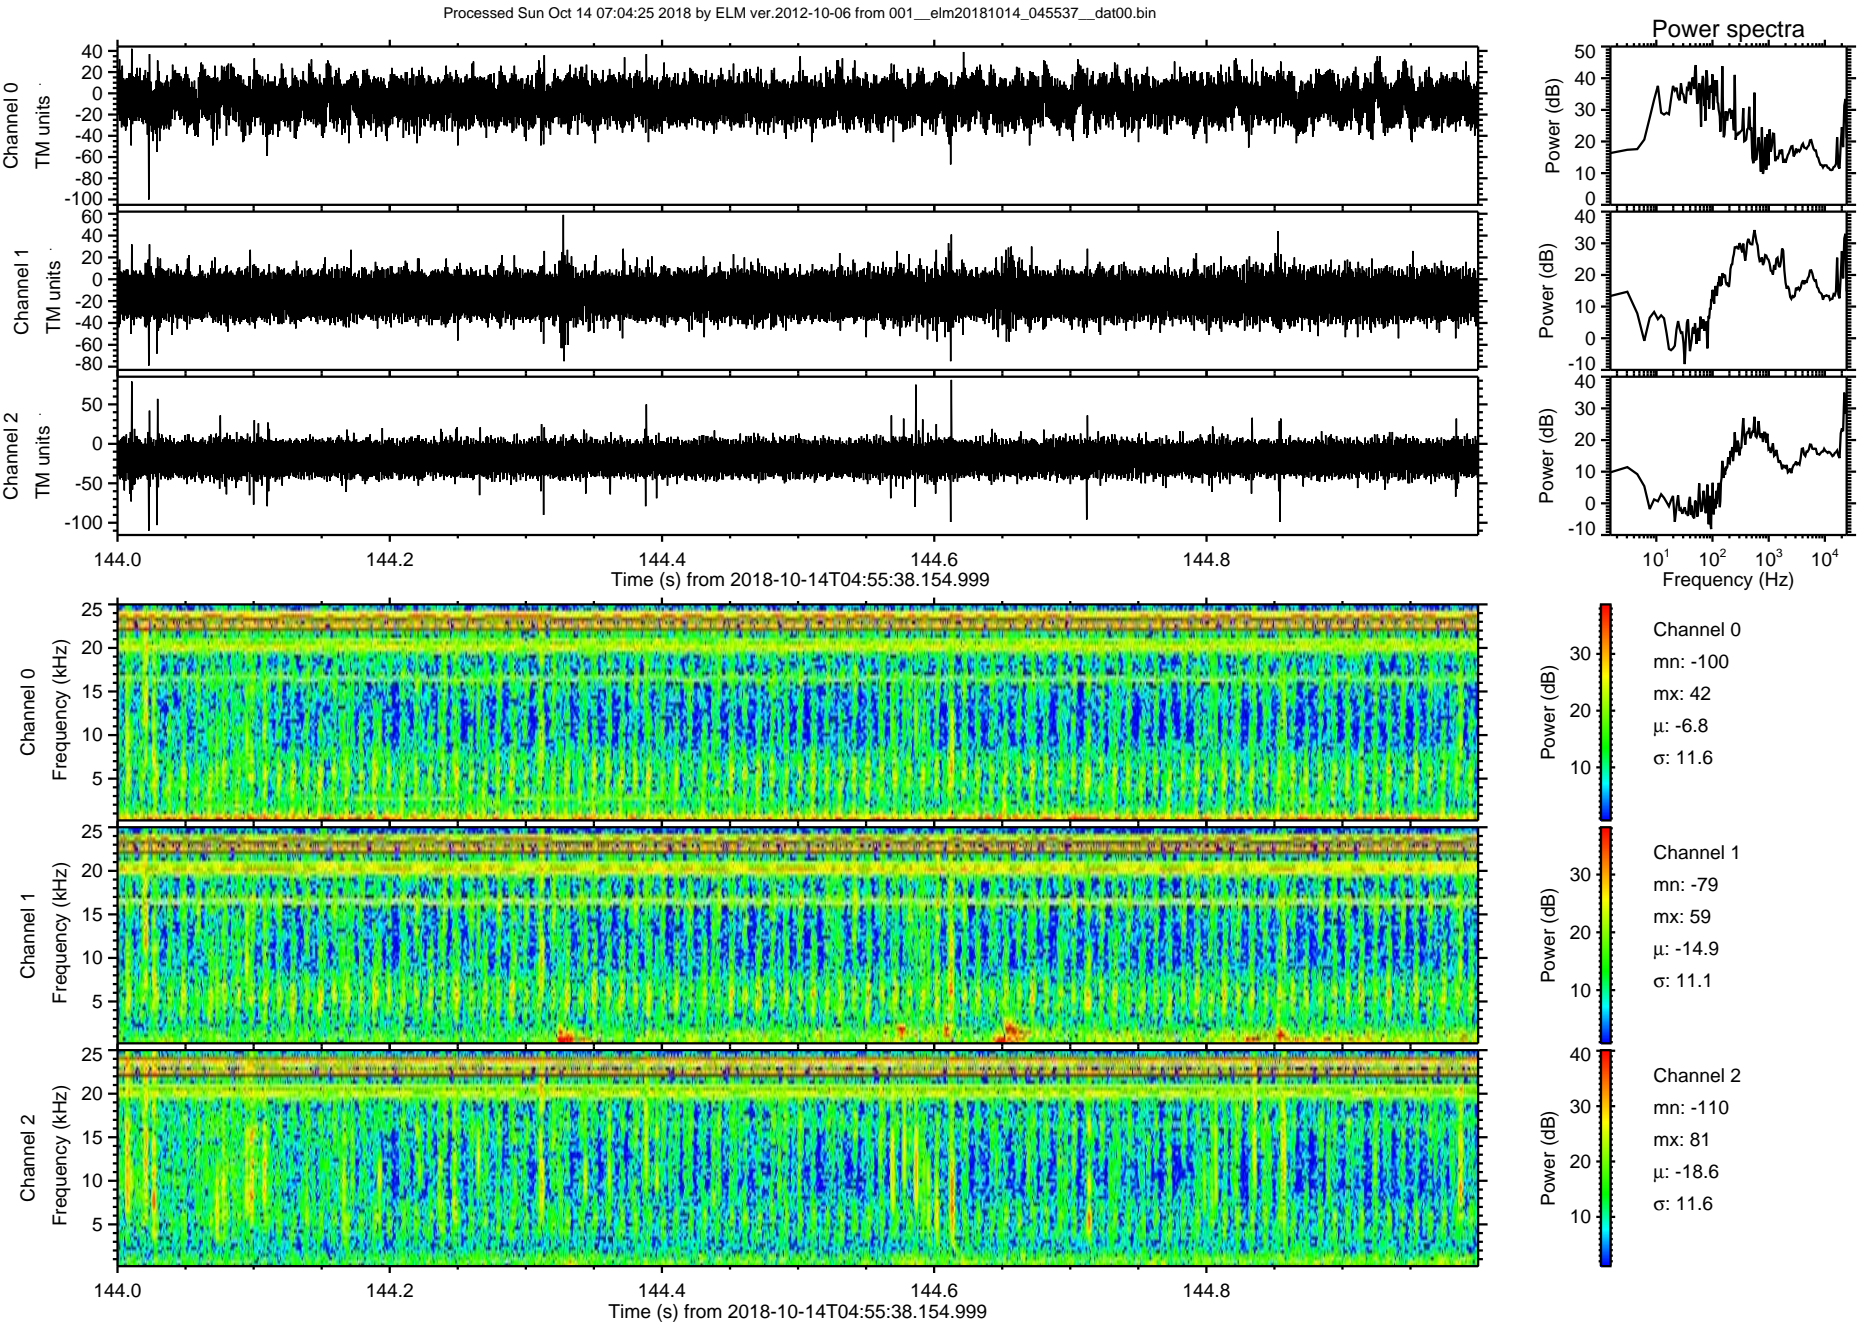 Processed Sun Oct 14 07:04:25 2018 by ELM ver.2012-10-06 from 001__elm20181014_045537__dat00.bin
Power spectra
Channel 0
TM units
40
20
0
-20
-40
-60
-80
-100
Power (dB)
50
40
30
20
10
0
Channel 1
TM units
60
40
20
0
-20
-40
-60
-80
Power (dB)
40
30
20
10
0
-10
Channel 2
TM units
50
0
-50
-100
Power (dB)
40
30
20
10
0
-10
144.0 144.2 144.4 144.6 144.8
Time (s) from 2018-10-14T04:55:38.154.999
10^1 10^2 10^3 10^4
Frequency (Hz)
Channel 0
Frequency (kHz)
25
20
15
10
5
Power (dB)
30
20
10
Channel 0
mn: -100
mx: 42
μ: -6.8
σ: 11.6
Channel 1
Frequency (kHz)
25
20
15
10
5
Power (dB)
30
20
10
Channel 1
mn: -79
mx: 59
μ: -14.9
σ: 11.1
Channel 2
Frequency (kHz)
25
20
15
10
5
Power (dB)
40
30
20
10
Channel 2
mn: -110
mx: 81
μ: -18.6
σ: 11.6
144.0 144.2 144.4 144.6 144.8
Time (s) from 2018-10-14T04:55:38.154.999